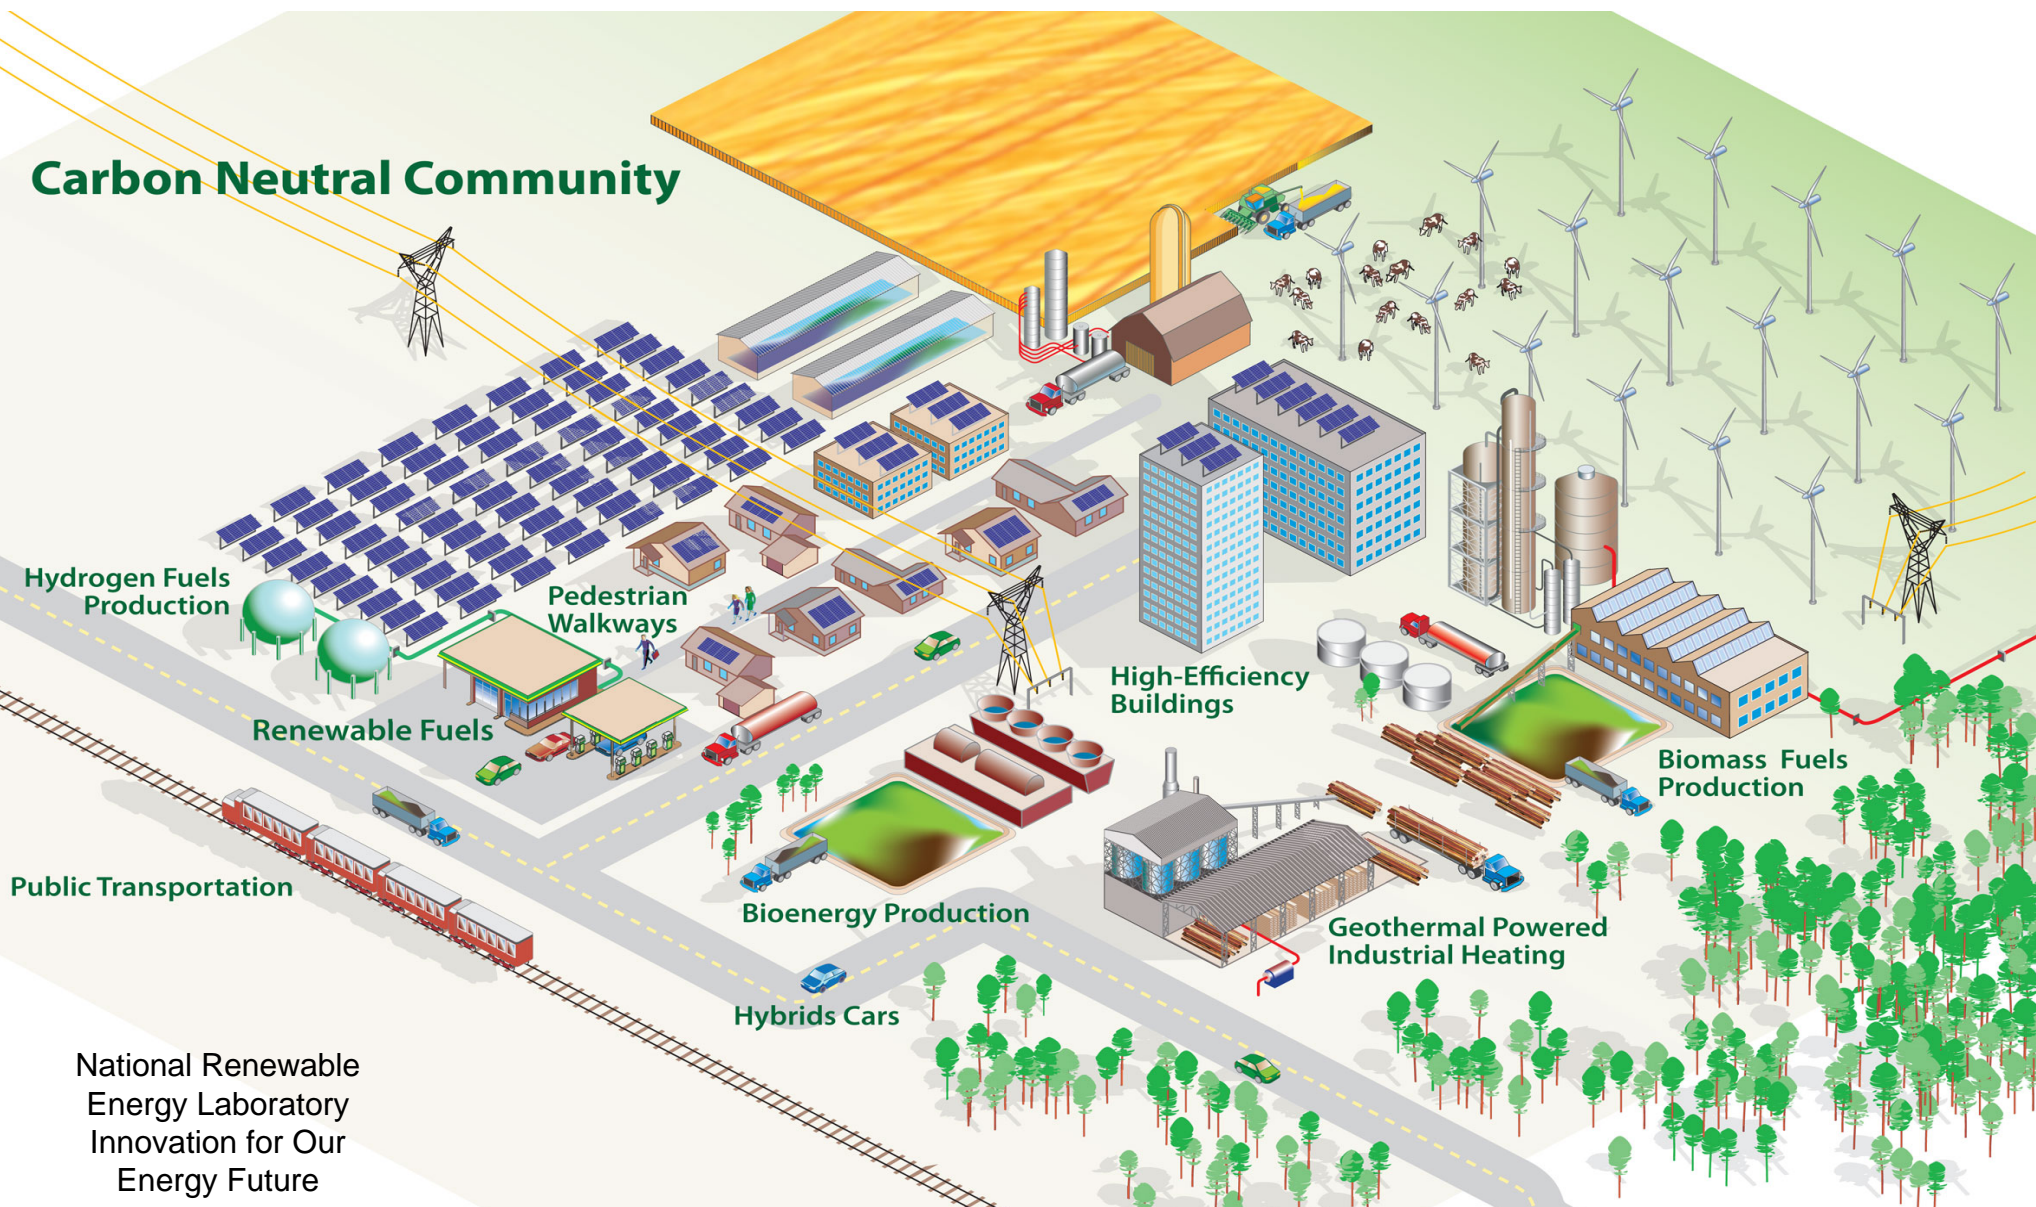 Carbon Neutral Community
Hydrogen Fuels
Production
Pedestrian
Walkways
Renewable Fuels
High-Efficiency
Buildings
Biomass Fuels
Production
Public Transportation
Bioenergy Production
Geothermal Powered
Industrial Heating
Hybrids Cars
National Renewable
Energy Laboratory
Innovation for Our
Energy Future